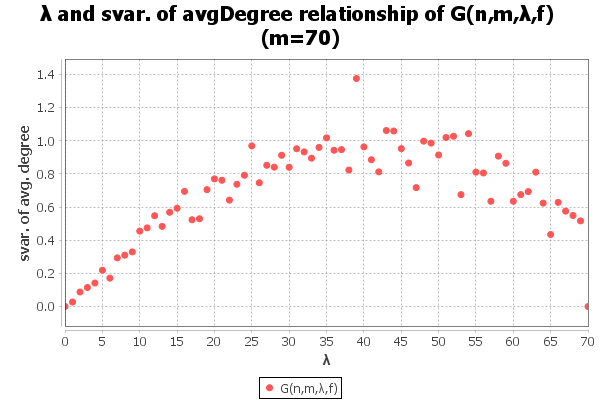 λ and svar. of avgDegree relationship of G(n,m,λ,f)
(m=70)
svar. of avg. degree
1.4
1.2
1.0
0.8
0.6
0.4
0.2
0.0
0 5 10 15 20 25 30 35 40 45 50 55 60 65 70
λ
G(n,m,λ,f)